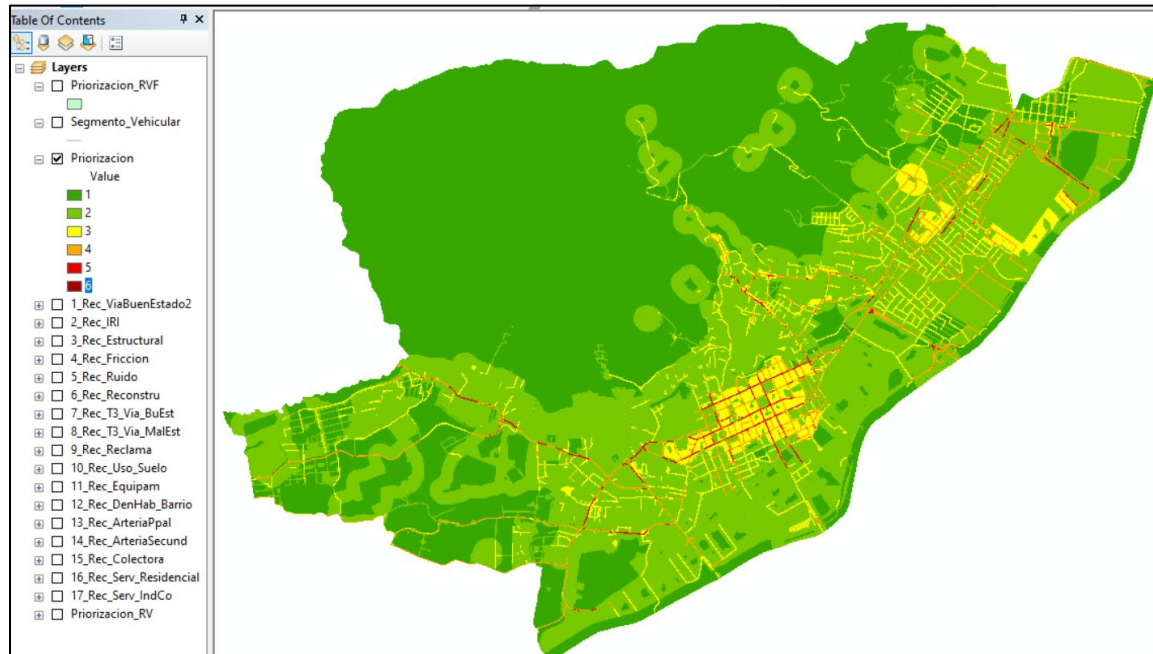 Table Of Contents
Layers
Priorizacion_RVF
Segmento_Vehicular
Priorizacion
Value
1
2
3
4
5
6
1_Rec_ViaBuenEstado2
2_Rec_IRI
3_Rec_Estructural
4_Rec_Friccion
5_Rec_Ruido
6_Rec_Reconstru
7_Rec_T3_Via_BuEst
8_Rec_T3_Via_MalEst
9_Rec_Reclama
10_Rec_Uso_Suelo
11_Rec_Equipam
12_Rec_DenHab_Barrio
13_Rec_ArteriaPpal
14_Rec_ArteriaSecund
15_Rec_Colectora
16_Rec_Serv_Residencial
17_Rec_Serv_IndCo
Priorizacion_RV